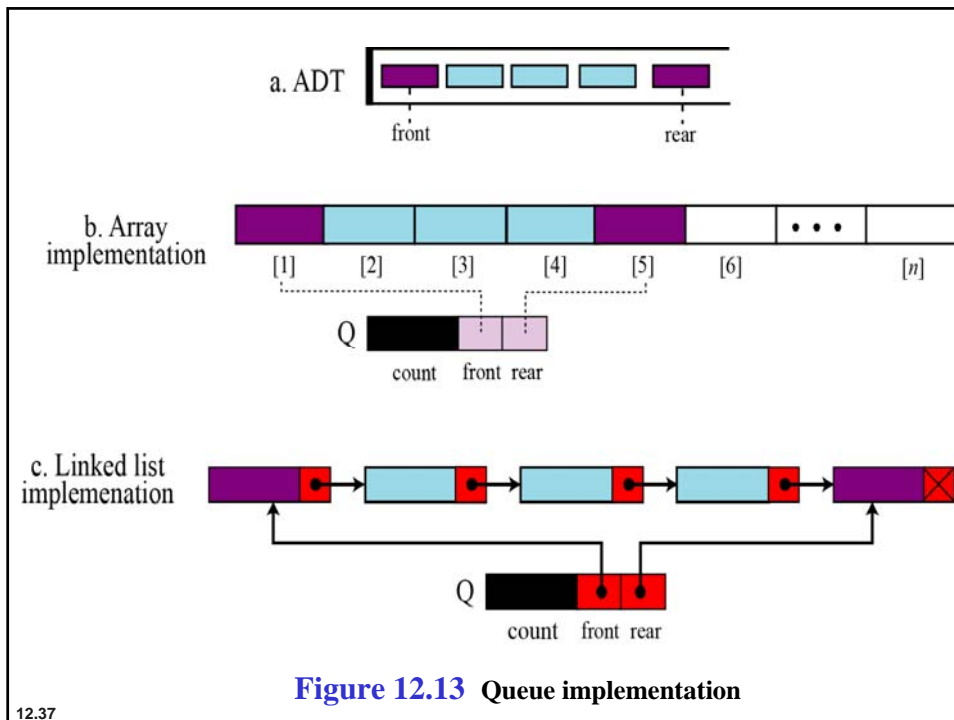 a. ADT
front
rear
b. Array
implementation
[1] [2] [3] [4] [5] [6] [n]
Q
count front rear
c. Linked list
implemenation
Q
count front rear
Figure 12.13 Queue implementation
12.37